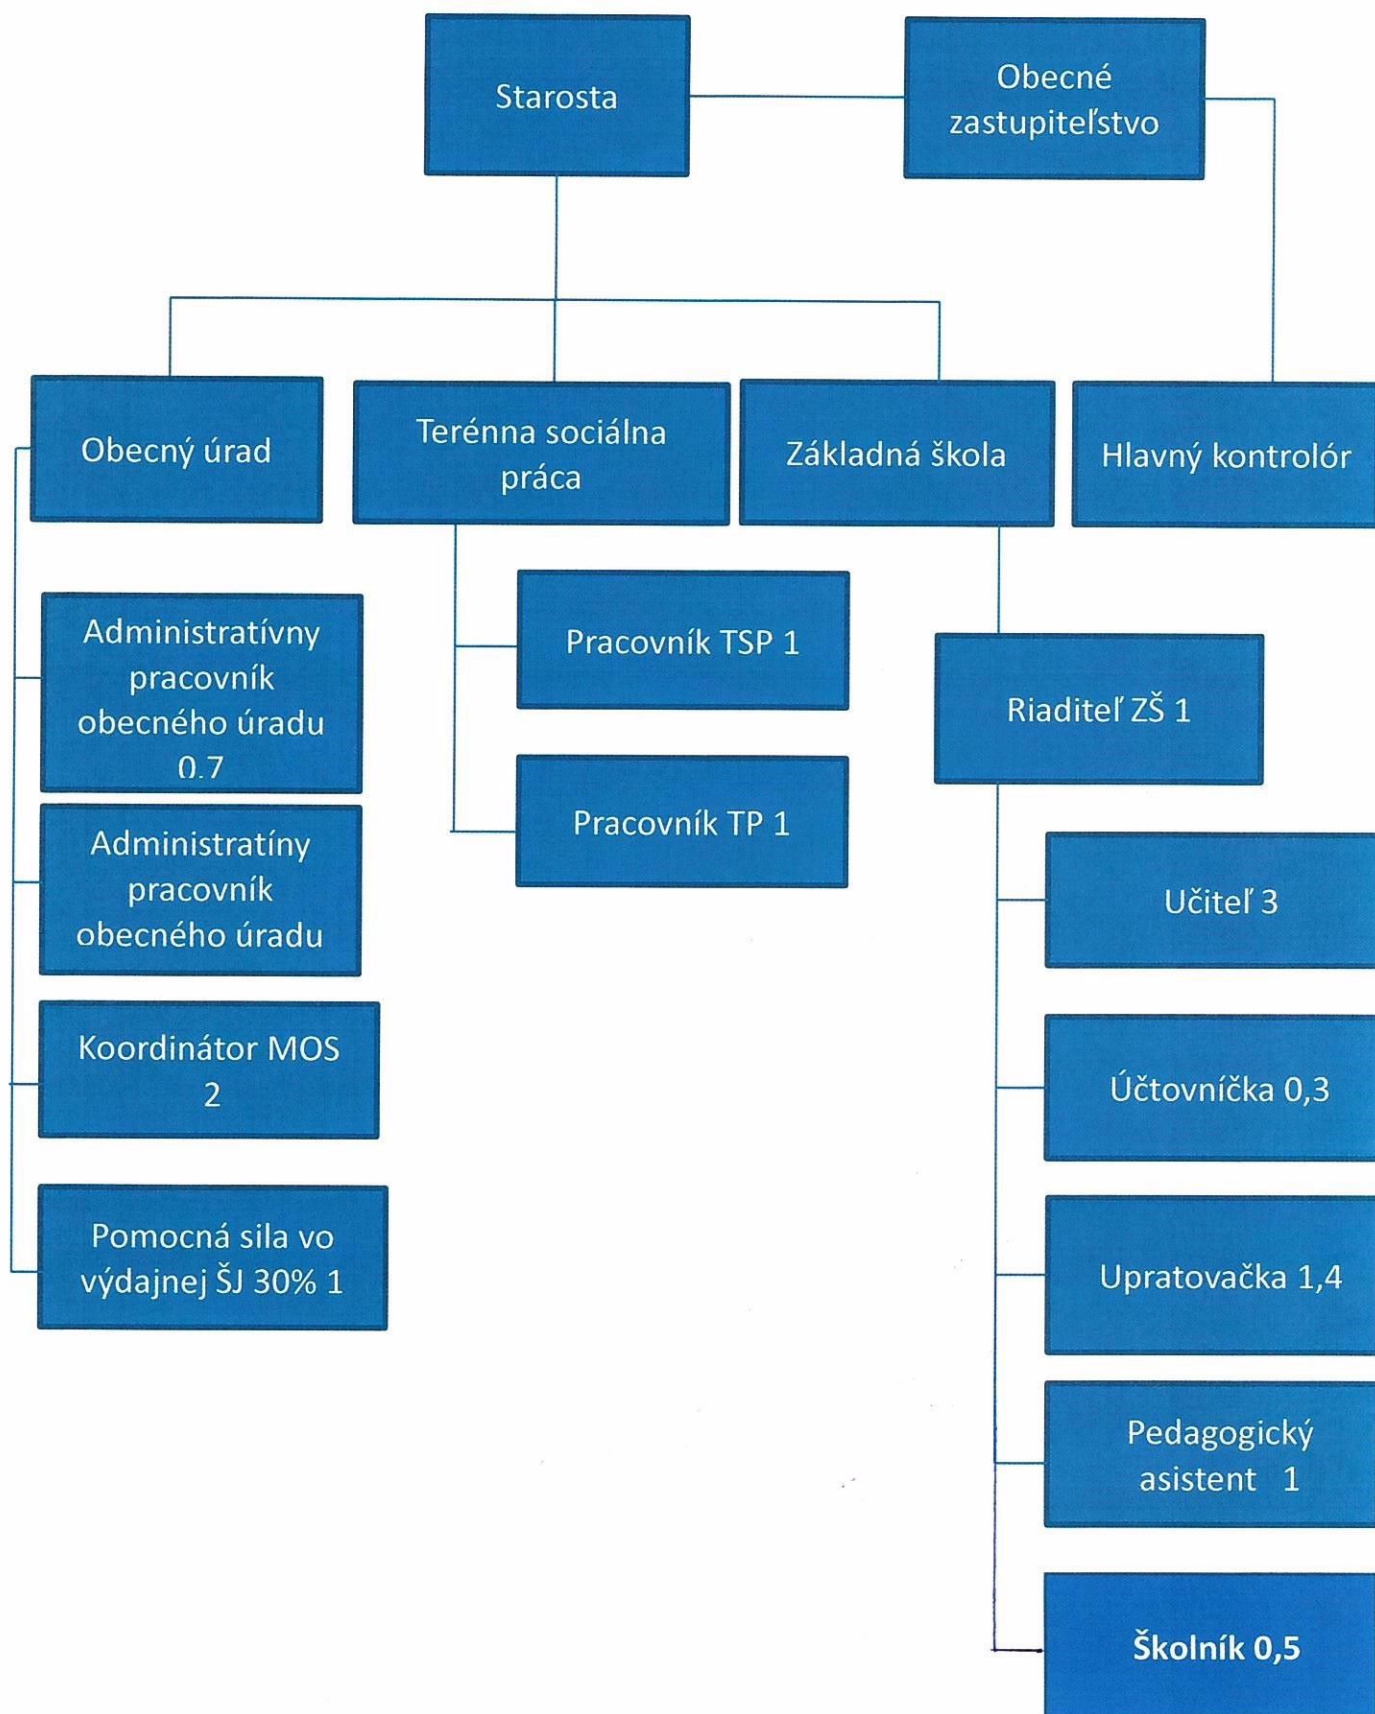 Starosta
Obecné
zastupiteľstvo
Obecný úrad
Terénna sociálna
práca
Základná škola
Hlavný kontrolór
Administratívny
pracovník
obecného úradu
0.7
Administratíny
pracovník
obecného úradu
Koordinátor MOS
2
Pomocná sila vo
výdajnej ŠJ 30% 1
Pracovník TSP 1
Pracovník TP 1
Riaditeľ ZŠ 1
Učiteľ 3
Účtovníčka 0,3
Upratovačka 1,4
Pedagogický
asistent 1
Školník 0,5